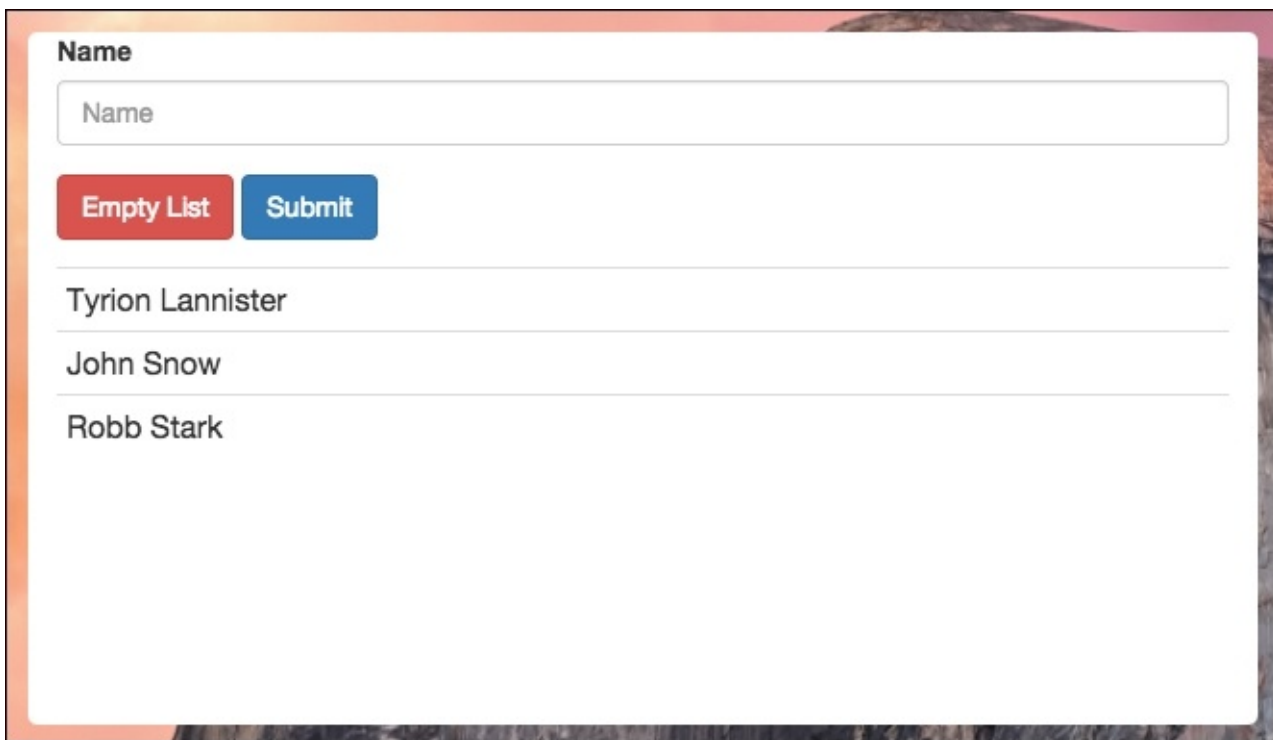 Name
Name
Empty List Submit
Tyrion Lannister
John Snow
Robb Stark